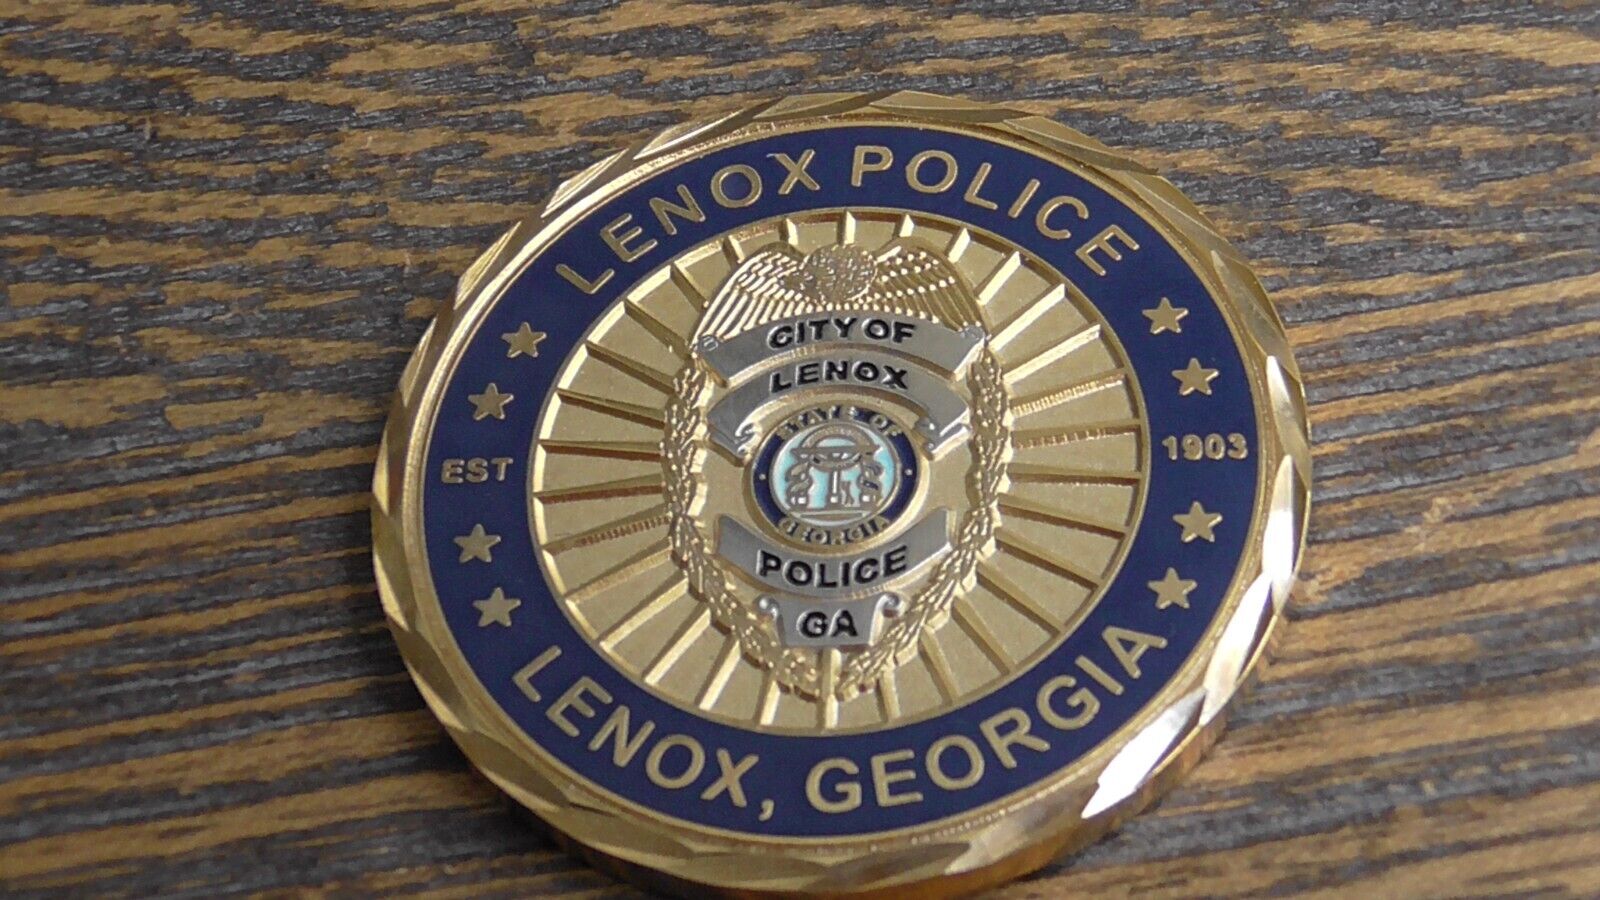 LENOX POLICE
EST
1903
CITY OF
LENOX
STATE OF
GEORGIA
POLICE
GA
LENOX, GEORGIA